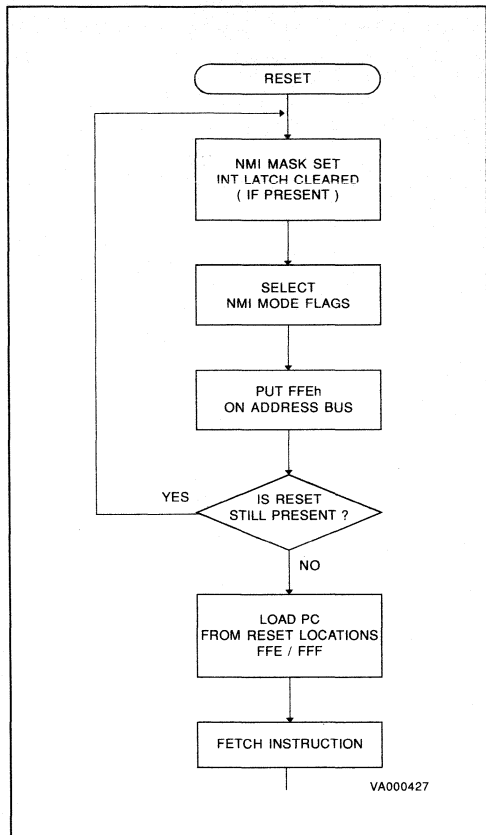 RESET
NMI MASK SET
INT LATCH CLEARED
( IF PRESENT )
SELECT
NMI MODE FLAGS
PUT FFEh
ON ADDRESS BUS
YES
IS RESET
STILL PRESENT ?
NO
LOAD PC
FROM RESET LOCATIONS
FFE / FFF
FETCH INSTRUCTION
VA000427